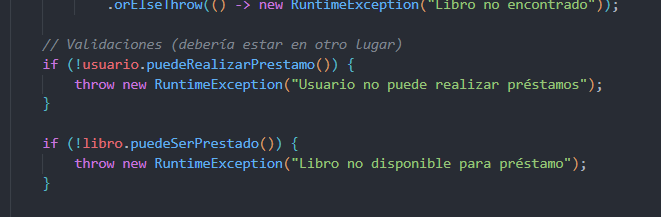 .orElseThrow(() -> new RuntimeException("Libro no encontrado"));
// Validaciones (debería estar en otro lugar)
if (!usuario.puedeRealizarPrestamo()) {
throw new RuntimeException("Usuario no puede realizar préstamos");
}
if (!libro.puedeSerPrestado()) {
throw new RuntimeException("Libro no disponible para préstamo");
}